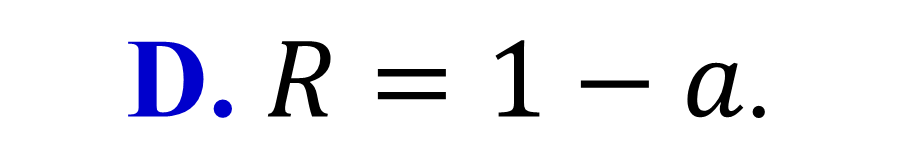 D. R = 1 − a.